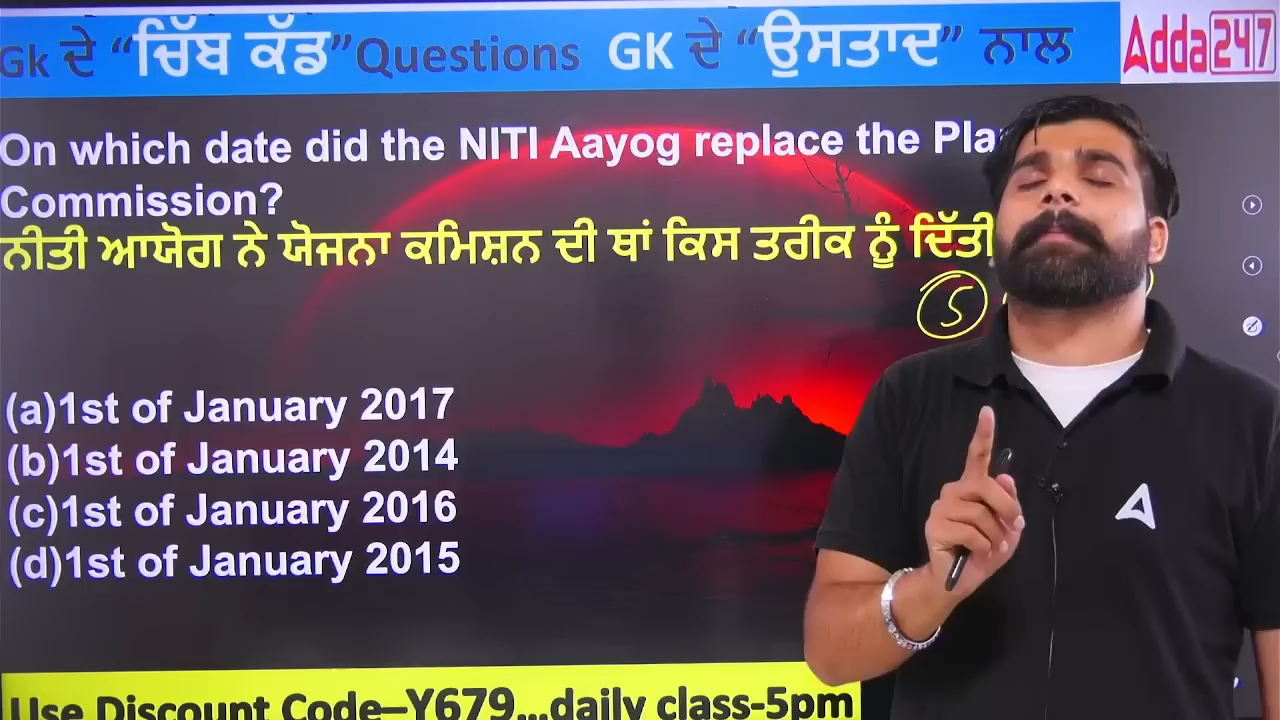 Gk ਦੇ “ਚਿੱਬ ਕੱਡ”Questions GK ਦੇ “ਉਸਤਾਦ” ਨਾਲ
Adda247
On which date did the NITI Aayog replace the
Commission?
ਨੀਤੀ ਆਯੋਗ ਨੇ ਯੋਜਨਾ ਕਮਿਸ਼ਨ ਦੀ ਥਾਂ ਕਿਸ ਤਰੀਕ ਨੂੰ ਦਿੱਤੀ
5
(a)1st of January 2017
(b)1st of January 2014
(c)1st of January 2016
(d)1st of January 2015
Use Discount Code–Y679...daily class-5pm